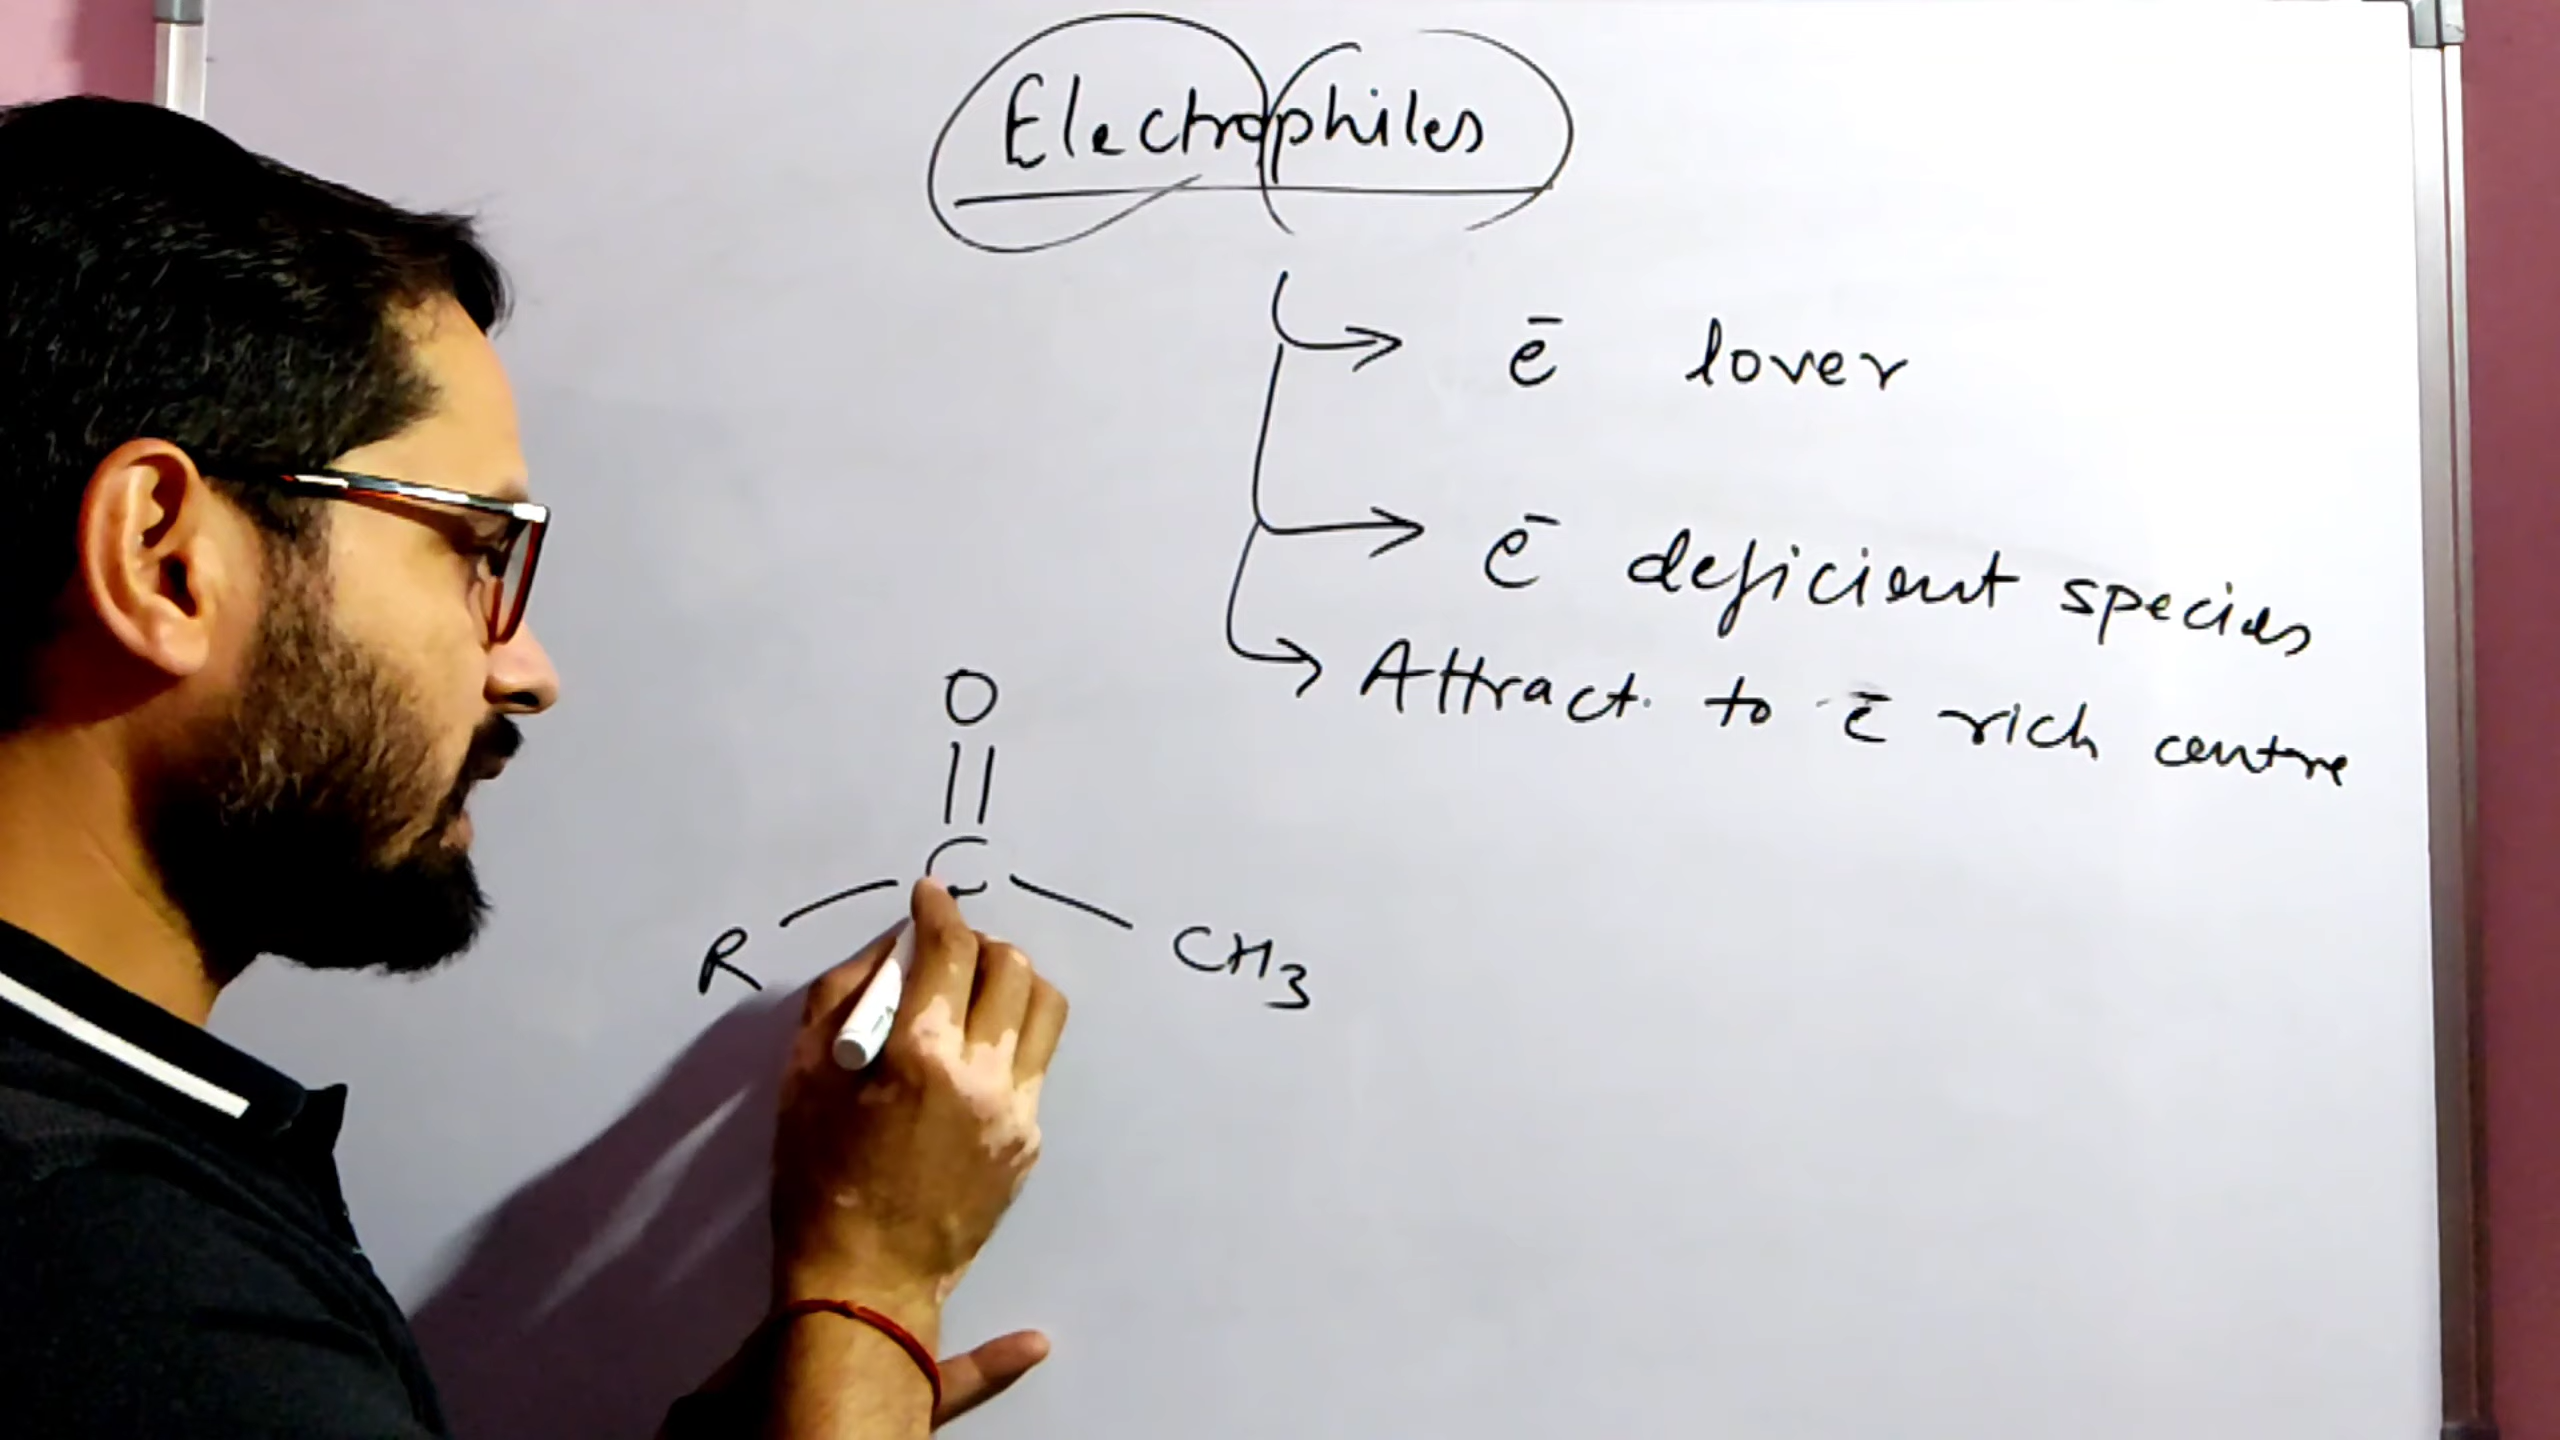 Electrophiles
ē lover
ē deficient species
Attract. to ē rich centre
O
C
R CH3